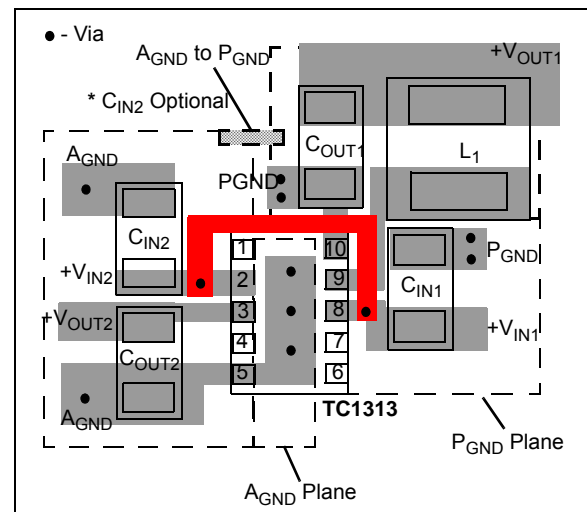 ● - Via
AGND to PGND
* CIN2 Optional
+VOUT1
AGND
COUT1
L1
PGND
CIN2
1
10
PGND
+VIN2
2
9
CIN1
+VOUT2
3
8
+VIN1
COUT2
4
7
5
6
AGND
TC1313
PGND Plane
AGND Plane